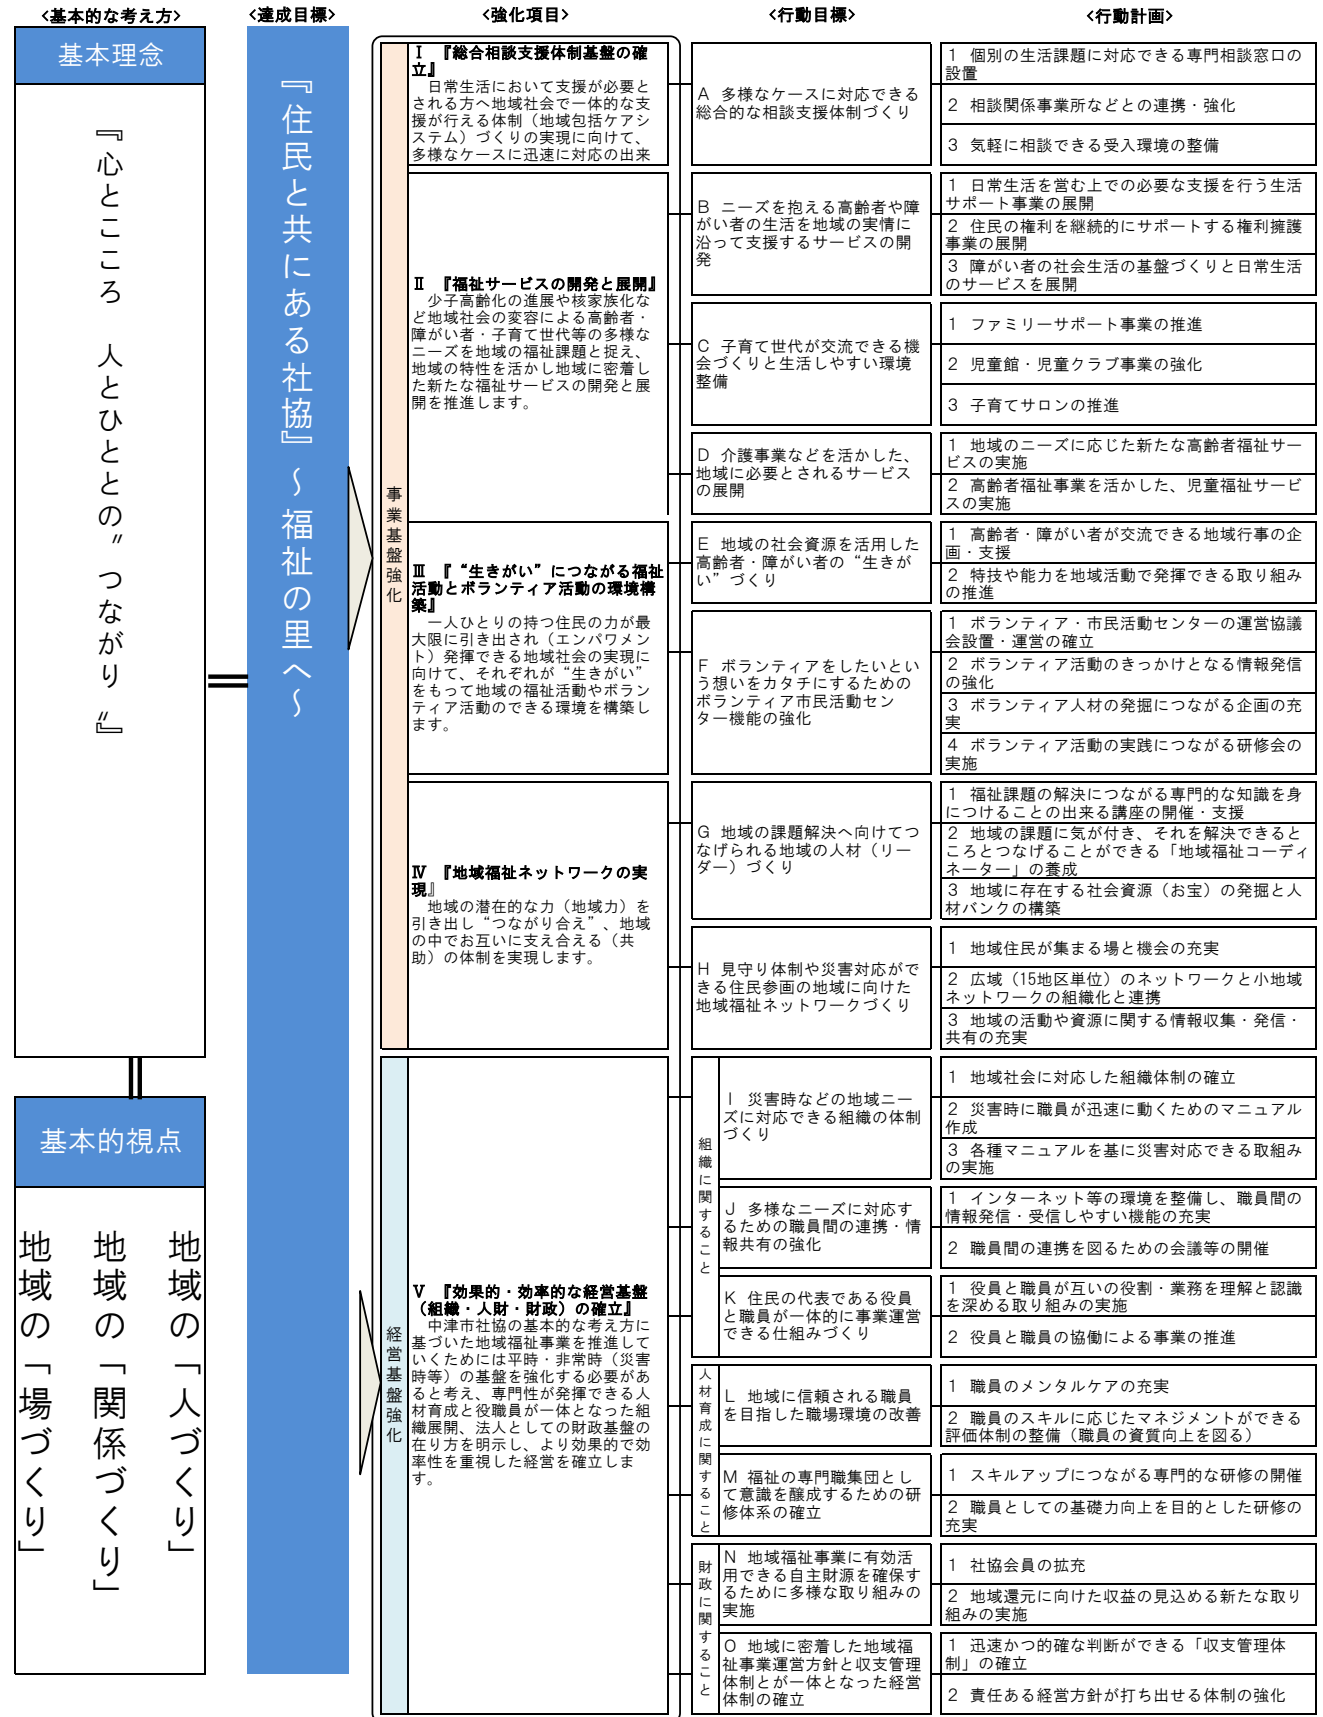 <基本的な考え方>
<達成目標>
<強化項目>
<行動目標>
<行動計画>
基本理念
『心とこころ　人とひととの〝つながり〟』
基本的視点
地域の「人づくり」
地域の「関係づくり」
地域の「場づくり」
『住民と共にある社協』～福祉の里へ～
事業基盤強化
Ⅰ　『総合相談支援体制基盤の確
立』
　日常生活において支援が必要と
される方へ地域社会で一体的な支
援が行える体制（地域包括ケアシ
ステム）づくりの実現に向けて、
多様なケースに迅速に対応の出来
A　多様なケースに対応できる
総合的な相談支援体制づくり
1　個別の生活課題に対応できる専門相談窓口の
設置
2　相談関係事業所などとの連携・強化
3　気軽に相談できる受入環境の整備
Ⅱ　『福祉サービスの開発と展開』
　少子高齢化の進展や核家族化な
ど地域社会の変容による高齢者・
障がい者・子育て世代等の多様な
ニーズを地域の福祉課題と捉え、
地域の特性を活かし地域に密着し
た新たな福祉サービスの開発と展
開を推進します。
B　ニーズを抱える高齢者や障
がい者の生活を地域の実情に
沿って支援するサービスの開
発
1　日常生活を営む上での必要な支援を行う生活
サポート事業の展開
2　住民の権利を継続的にサポートする権利擁護
事業の展開
3　障がい者の社会生活の基盤づくりと日常生活
のサービスを展開
C　子育て世代が交流できる機
会づくりと生活しやすい環境
整備
1　ファミリーサポート事業の推進
2　児童館・児童クラブ事業の強化
3　子育てサロンの推進
D　介護事業などを活かした、
地域に必要とされるサービス
の展開
1　地域のニーズに応じた新たな高齢者福祉サー
ビスの実施
2　高齢者福祉事業を活かした、児童福祉サービ
スの実施
Ⅲ　『“生きがい”につながる福祉
活動とボランティア活動の環境構
築』
　一人ひとりの持つ住民の力が最
大限に引き出され（エンパワメン
ト）発揮できる地域社会の実現に
向けて、それぞれが“生きがい”
をもって地域の福祉活動やボラン
ティア活動のできる環境を構築し
ます。
E　地域の社会資源を活用した
高齢者・障がい者の“生きが
い”づくり
1　高齢者・障がい者が交流できる地域行事の企
画・支援
2　特技や能力を地域活動で発揮できる取り組み
の推進
F　ボランティアをしたいとい
う想いをカタチにするための
ボランティア市民活動セン
ター機能の強化
1　ボランティア・市民活動センターの運営協議
会設置・運営の確立
2　ボランティア活動のきっかけとなる情報発信
の強化
3　ボランティア人材の発掘につながる企画の充
実
4　ボランティア活動の実践につながる研修会の
実施
Ⅳ　『地域福祉ネットワークの実
現』
　地域の潜在的な力（地域力）を
引き出し“つながり合え”、地域
の中でお互いに支え合える（共
助）の体制を実現します。
G　地域の課題解決へ向けてつ
なげられる地域の人材（リー
ダー）づくり
1　福祉課題の解決につながる専門的な知識を身
につけることの出来る講座の開催・支援
2　地域の課題に気が付き、それを解決できると
ころとつなげることができる「地域福祉コーディ
ネーター」の養成
3　地域に存在する社会資源（お宝）の発掘と人
材バンクの構築
H　見守り体制や災害対応がで
きる住民参画の地域に向けた
地域福祉ネットワークづくり
1　地域住民が集まる場と機会の充実
2　広域（15地区単位）のネットワークと小地域
ネットワークの組織化と連携
3　地域の活動や資源に関する情報収集・発信・
共有の充実
経営基盤強化
Ⅴ　『効果的・効率的な経営基盤
（組織・人財・財政）の確立』
　中津市社協の基本的な考え方に
基づいた地域福祉事業を推進して
いくためには平時・非常時（災害
時等）の基盤を強化する必要があ
ると考え、専門性が発揮できる人
材育成と役職員が一体となった組
織展開、法人としての財政基盤の
在り方を明示し、より効果的で効
率性を重視した経営を確立しま
す。
組織に関すること
I　災害時などの地域ニー
ズに対応できる組織の体制
づくり
1　地域社会に対応した組織体制の確立
2　災害時に職員が迅速に動くためのマニュアル
作成
3　各種マニュアルを基に災害対応できる取組み
の実施
J　多様なニーズに対応す
るための職員間の連携・情
報共有の強化
1　インターネット等の環境を整備し、職員間の
情報発信・受信しやすい機能の充実
2　職員間の連携を図るための会議等の開催
K　住民の代表である役員
と職員が一体的に事業運営
できる仕組みづくり
1　役員と職員が互いの役割・業務を理解と認識
を深める取り組みの実施
2　役員と職員の協働による事業の推進
人材育成に関すること
L　地域に信頼される職員
を目指した職場環境の改善
1　職員のメンタルケアの充実
2　職員のスキルに応じたマネジメントができる
評価体制の整備（職員の資質向上を図る）
M　福祉の専門職集団とし
て意識を醸成するための研
修体系の確立
1　スキルアップにつながる専門的な研修の開催
2　職員としての基礎力向上を目的とした研修の
充実
財政に関すること
N　地域福祉事業に有効活
用できる自主財源を確保す
るために多様な取り組みの
実施
1　社協会員の拡充
2　地域還元に向けた収益の見込める新たな取り
組みの実施
O　地域に密着した地域福
祉事業運営方針と収支管理
体制とが一体となった経営
体制の確立
1　迅速かつ的確な判断ができる「収支管理体
制」の確立
2　責任ある経営方針が打ち出せる体制の強化